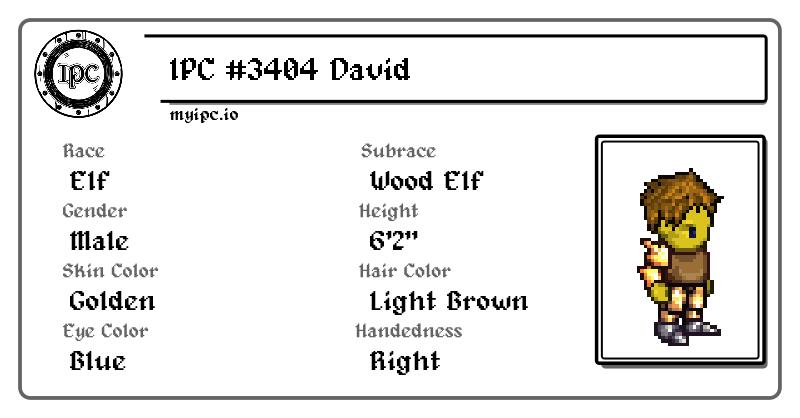 IPC
IPC #3404 David
myipc.io
Race
Elf
Subrace
Wood Elf
Gender
Male
Height
6'2"
Skin Color
Golden
Hair Color
Light Brown
Eye Color
Blue
Handedness
Right